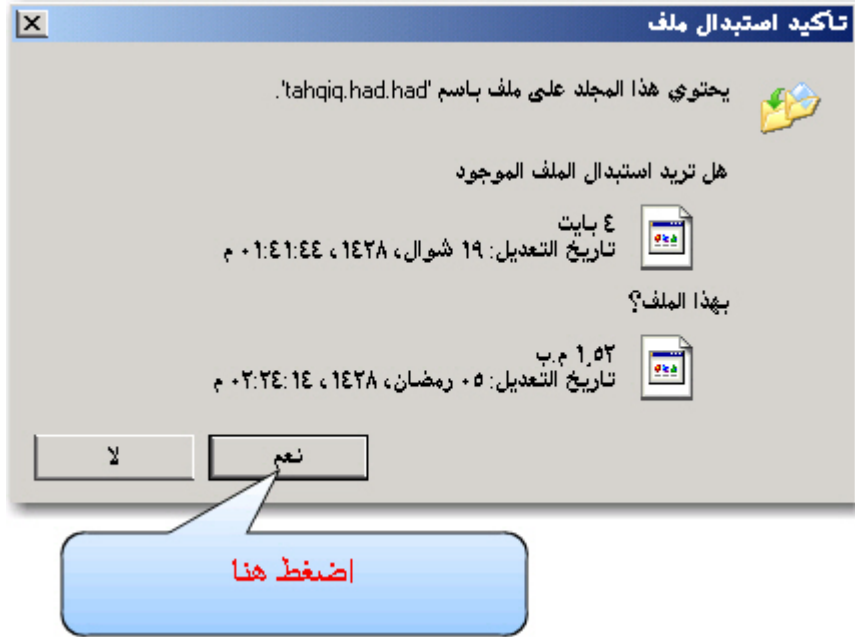 تأكيد استبدال ملف
يحتوي هذا المجلد على ملف باسم 'tahqiq.had.had'.
هل تريد استبدال الملف الموجود
٤ بايت
تاريخ التعديل: ١٩ شوال، ١٤٢٨، ٠١:٤١:٤٤ م
بهذا الملف؟
١,٥٢ م.ب
تاريخ التعديل: ٠٥ رمضان، ١٤٢٨، ٠٢:٢٤:١٤ م
نعم
لا
اضغط هنا